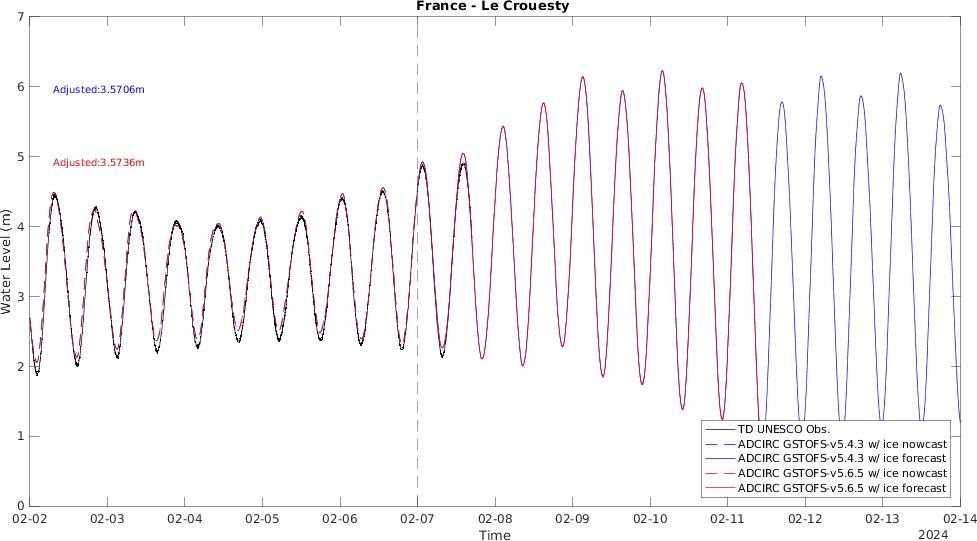 France - Le Crouesty
7
6
5
4
3
2
1
0
Water Level (m)
Adjusted:3.5706m
Adjusted:3.5736m
TD UNESCO Obs.
ADCIRC GSTOFS-v5.4.3 w/ ice nowcast
ADCIRC GSTOFS-v5.4.3 w/ ice forecast
ADCIRC GSTOFS-v5.6.5 w/ ice nowcast
ADCIRC GSTOFS-v5.6.5 w/ ice forecast
02-02 02-03 02-04 02-05 02-06 02-07 02-08 02-09 02-10 02-11 02-12 02-13 02-14
Time
2024